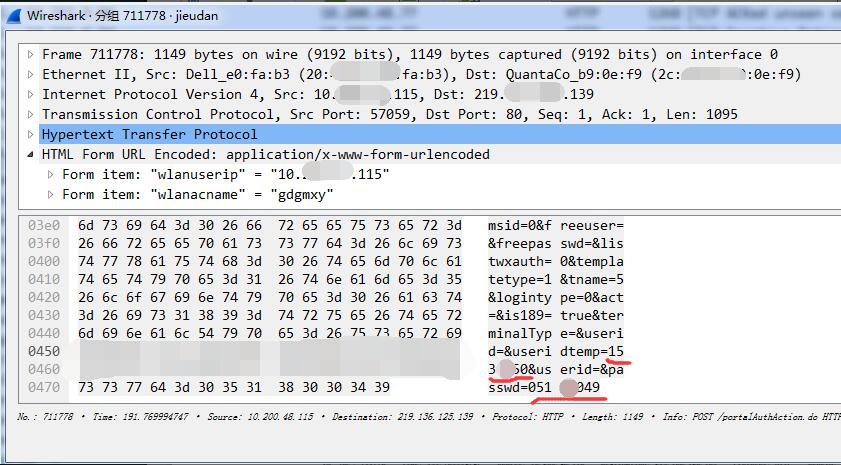 Wireshark · 分组 711778 · jieudan
Frame 711778: 1149 bytes on wire (9192 bits), 1149 bytes captured (9192 bits) on interface 0
Ethernet II, Src: Dell_e0:fa:b3 (20: :fa:b3), Dst: QuantaCo_b9:0e:f9 (2c: :0e:f9)
Internet Protocol Version 4, Src: 10. .115, Dst: 219. .139
Transmission Control Protocol, Src Port: 57059, Dst Port: 80, Seq: 1, Ack: 1, Len: 1095
Hypertext Transfer Protocol
HTML Form URL Encoded: application/x-www-form-urlencoded
Form item: "wlanuserip" = "10. .115"
Form item: "wlanacname" = "gdgmxy"
03e0 6d 73 69 64 3d 30 26 66 72 65 65 75 73 65 72 3d msid=0&f reeuser=
03f0 26 66 72 65 65 70 61 73 73 77 64 3d 26 6c 69 73 &freepas swd=&lis
0400 74 77 78 61 75 74 68 3d 30 26 74 65 6d 70 6c 61 twxauth= 0&templa
0410 74 65 74 79 70 65 3d 31 26 74 6e 61 6d 65 3d 35 tetype=1 &tname=5
0420 26 6c 6f 67 69 6e 74 79 70 65 3d 30 26 61 63 74 &loginty pe=0&act
0430 3d 26 69 73 31 38 39 3d 74 75 65 26 74 65 72 =&is189= true&ter
0440 6d 69 6e 61 6c 54 79 70 65 3d 26 75 73 65 72 69 minalTyp e=&useri
0450 d=&useri dtemp=15
0460 3 50&us erid=&pa
0470 73 73 77 64 3d 30 35 31 38 30 30 34 39 sswd=051 049
No.: 711778 · Time: 191.769994747 · Source: 10.200.48.115 · Destination: 219.136.125.139 · Protocol: HTTP · Length: 1149 · Info: POST /portalAuthAction.do HTTP